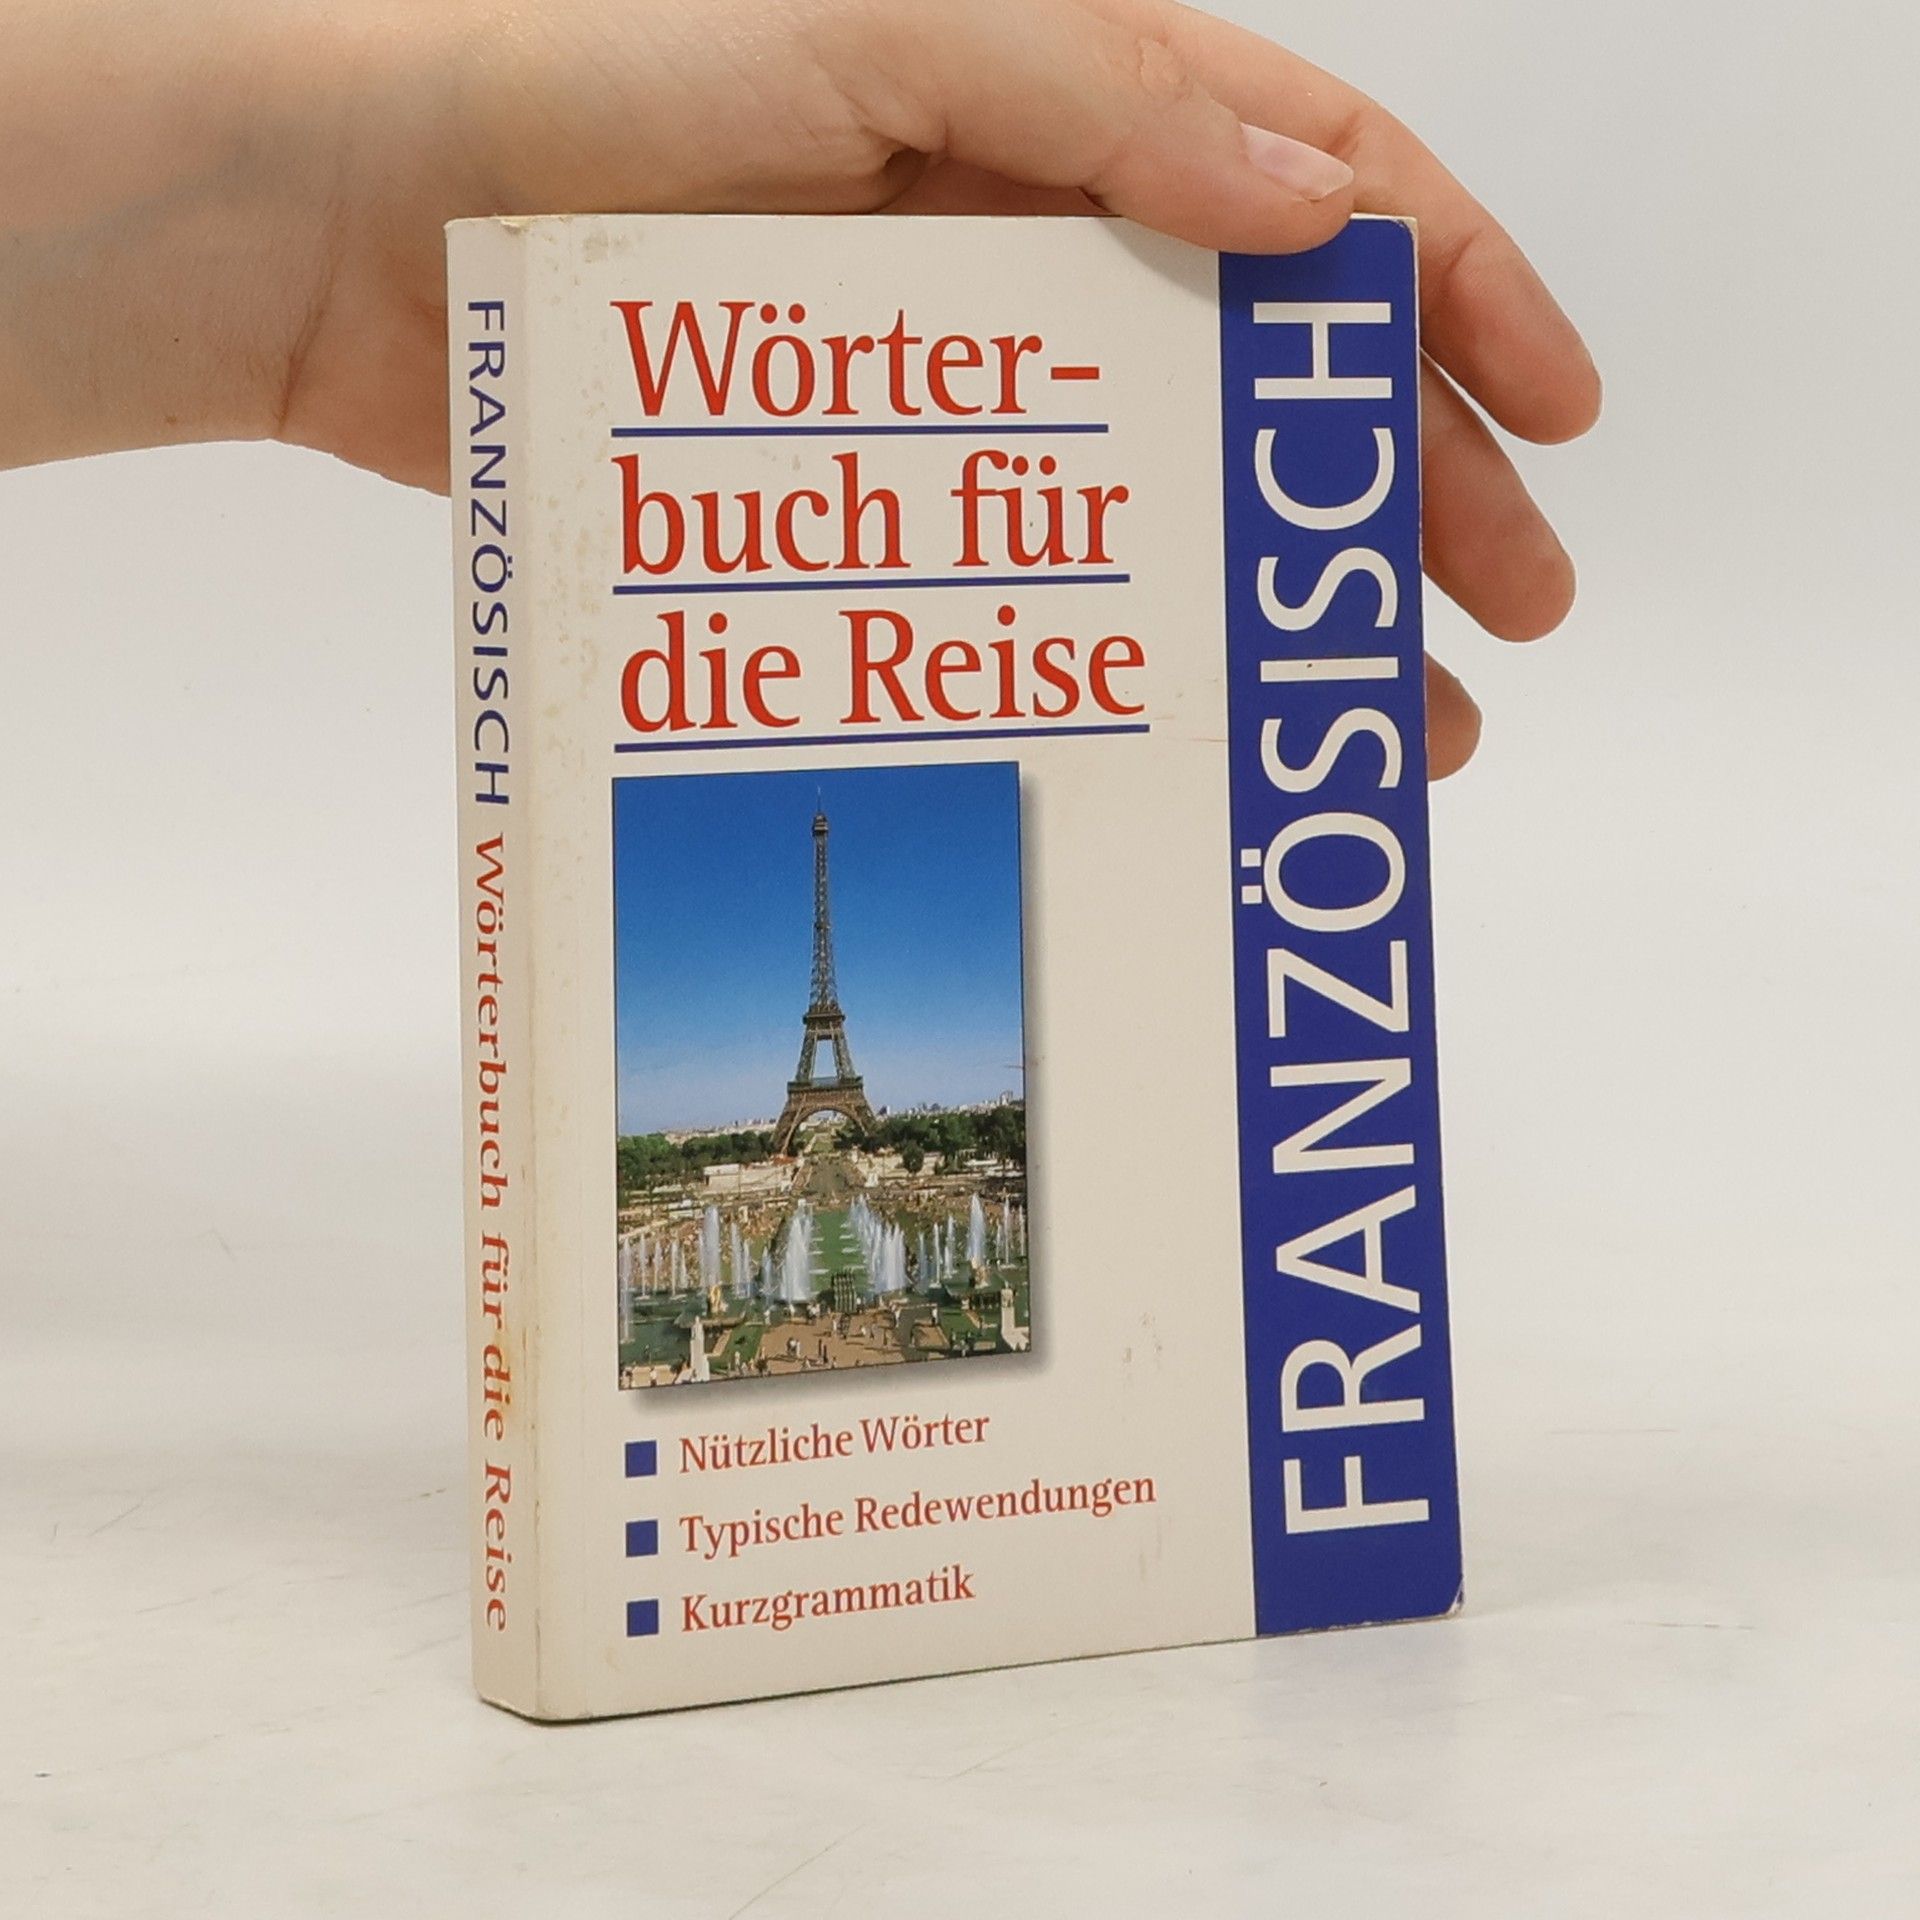 FRANZÖSISCH Wörterbuch für die Reise
Wörter-
buch für
die Reise
Nützliche Wörter
Typische Redewendungen
Kurzgrammatik
FRANZÖSISCH